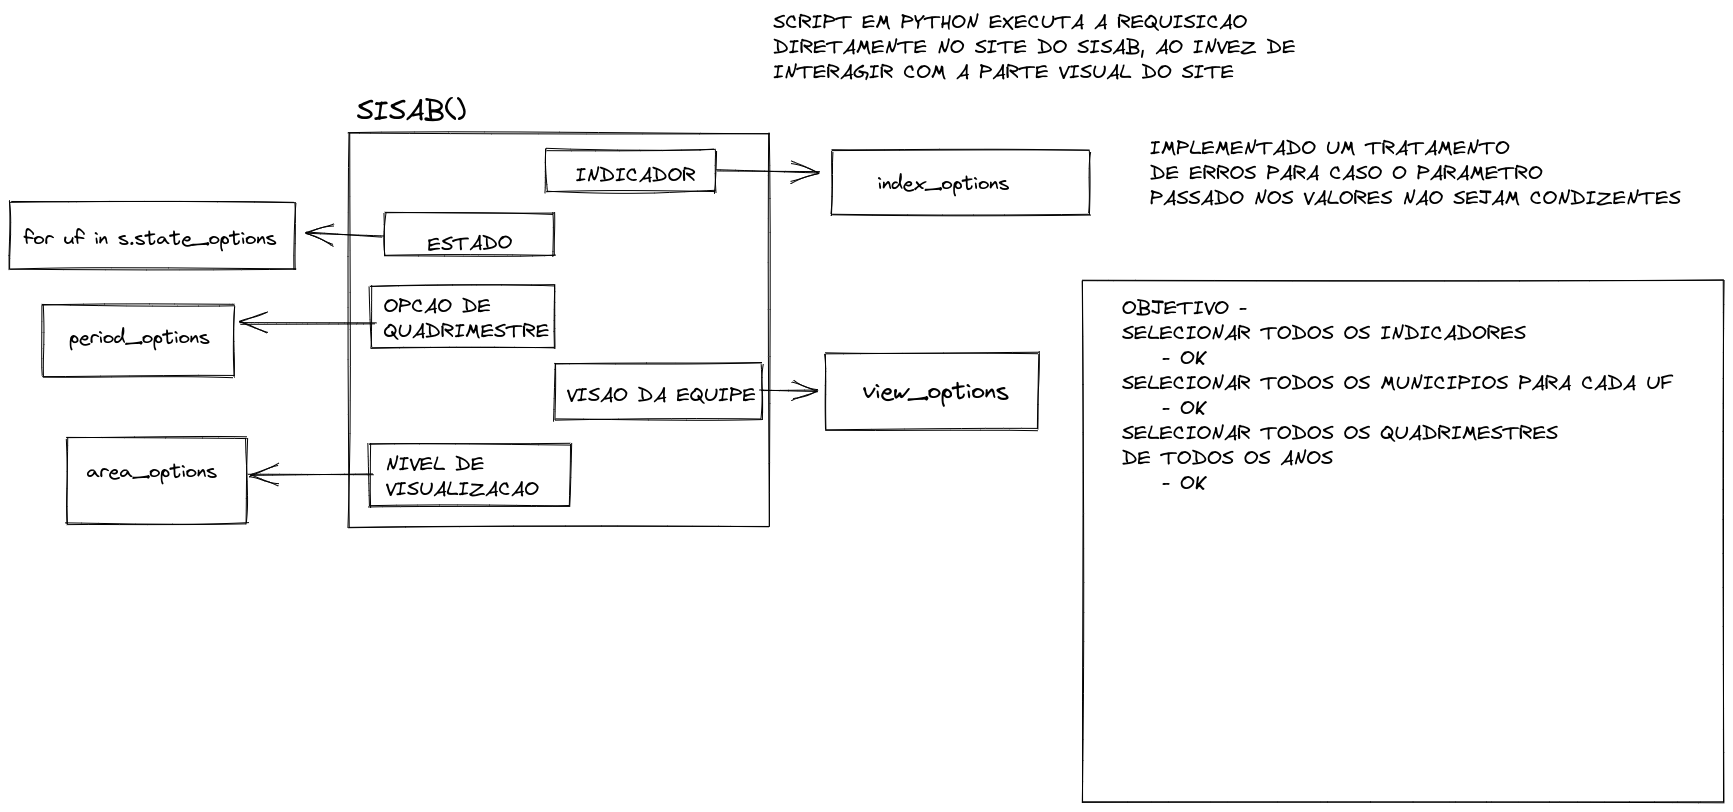 SCRIPT EM PYTHON EXECUTA A REQUISICAO
DIRETAMENTE NO SITE DO SISAB, AO INVEZ DE
INTERAGIR COM A PARTE VISUAL DO SITE
SISAB()
INDICADOR
index_options
IMPLEMENTADO UM TRATAMENTO
DE ERROS PARA CASO O PARAMETRO
PASSADO NOS VALORES NAO SEJAM CONDIZENTES
for uf in s.state_options
ESTADO
OPCAO DE
QUADRIMESTRE
period_options
VISAO DA EQUIPE
view_options
NIVEL DE
VISUALIZACAO
area_options
OBJETIVO -
SELECIONAR TODOS OS INDICADORES
- OK
SELECIONAR TODOS OS MUNICIPIOS PARA CADA UF
- OK
SELECIONAR TODOS OS QUADRIMESTRES
DE TODOS OS ANOS
- OK